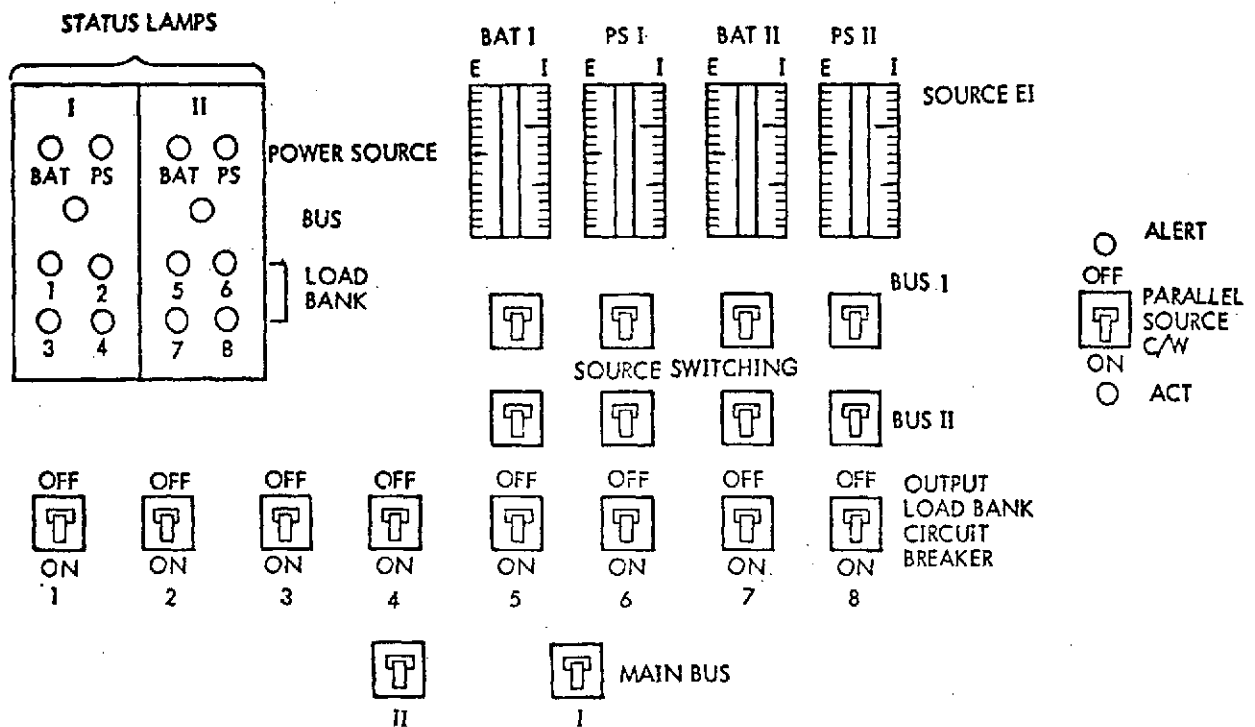 STATUS LAMPS
I II
BAT PS BAT PS
POWER SOURCE
BUS
1 2 5 6
3 4 7 8
LOAD
BANK
BAT I PS I BAT II PS II
E I E I E I E I
SOURCE EI
BUS I
SOURCE SWITCHING
BUS II
ALERT
OFF
PARALLEL
SOURCE
C/W
ON
ACT
OFF OFF OFF OFF OFF OFF OFF OFF
ON ON ON ON ON ON ON ON
1 2 3 4 5 6 7 8
OUTPUT
LOAD BANK
CIRCUIT
BREAKER
MAIN BUS
II I